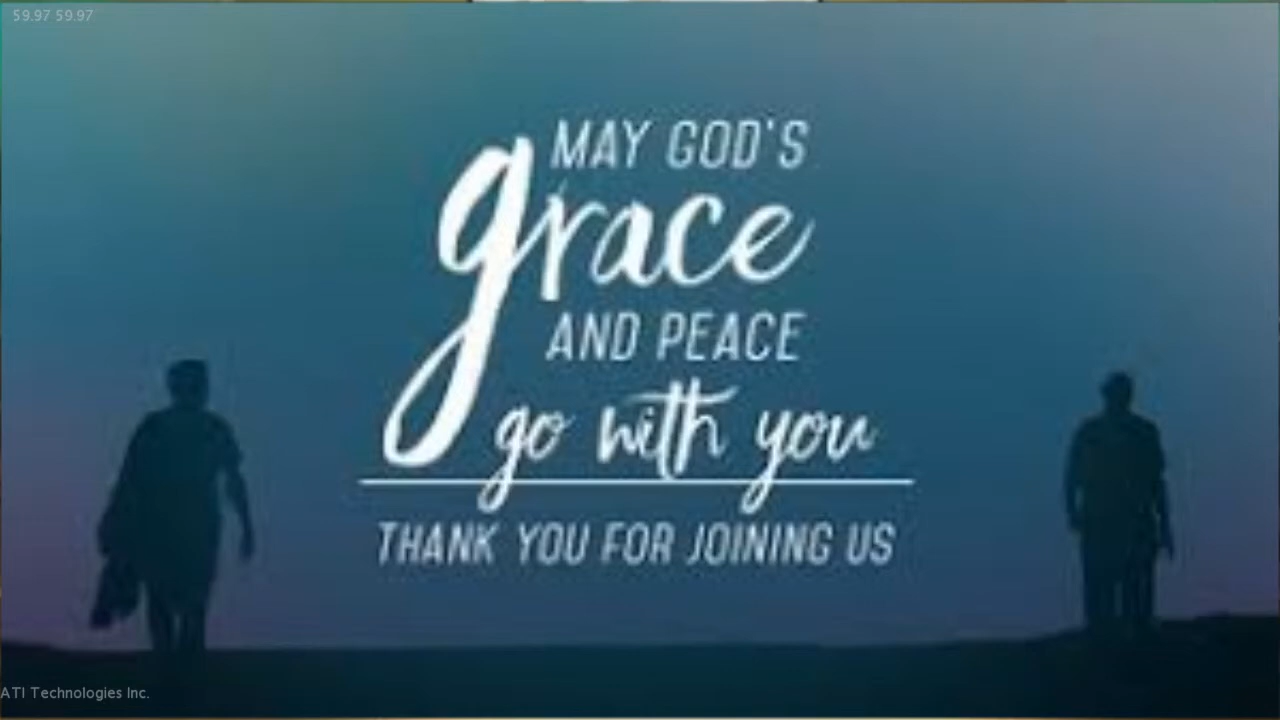 59.97 59.97
MAY GOD'S
grace
AND PEACE
go with you
THANK YOU FOR JOINING US
ATI Technologies Inc.